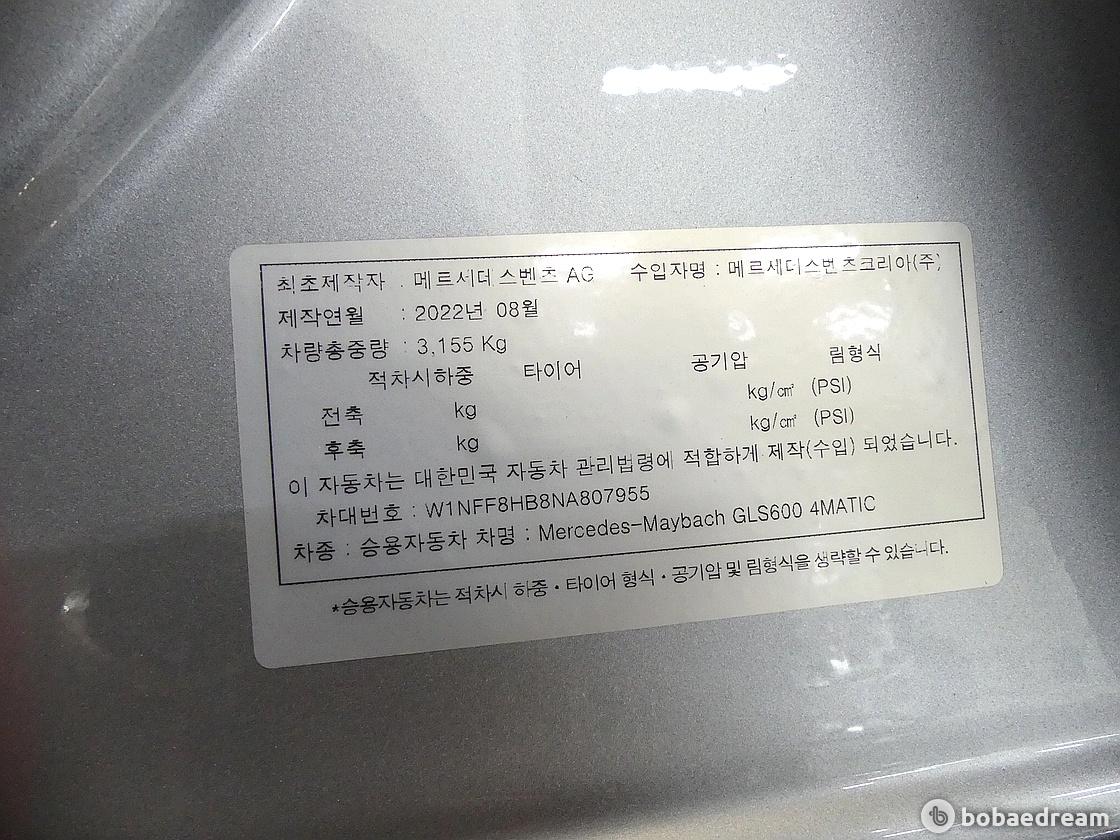 최초제작자 : 메르세데스벤츠 AG 수입자명 : 메르세데스벤츠코리아(주)
제작연월 : 2022년 08월
차량총중량 : 3,155 Kg
적차시하중 타이어 공기압 림형식
전축 kg kg/㎠ (PSI)
후축 kg kg/㎠ (PSI)
이 자동차는 대한민국 자동차 관리법령에 적합하게 제작(수입) 되었습니다.
차대번호 : W1NFF8HB8NA807955
차종 : 승용자동차 차명 : Mercedes-Maybach GLS600 4MATIC
*승용자동차는 적차시 하중·타이어 형식·공기압 및 림형식을 생략할 수 있습니다.
bobaedream